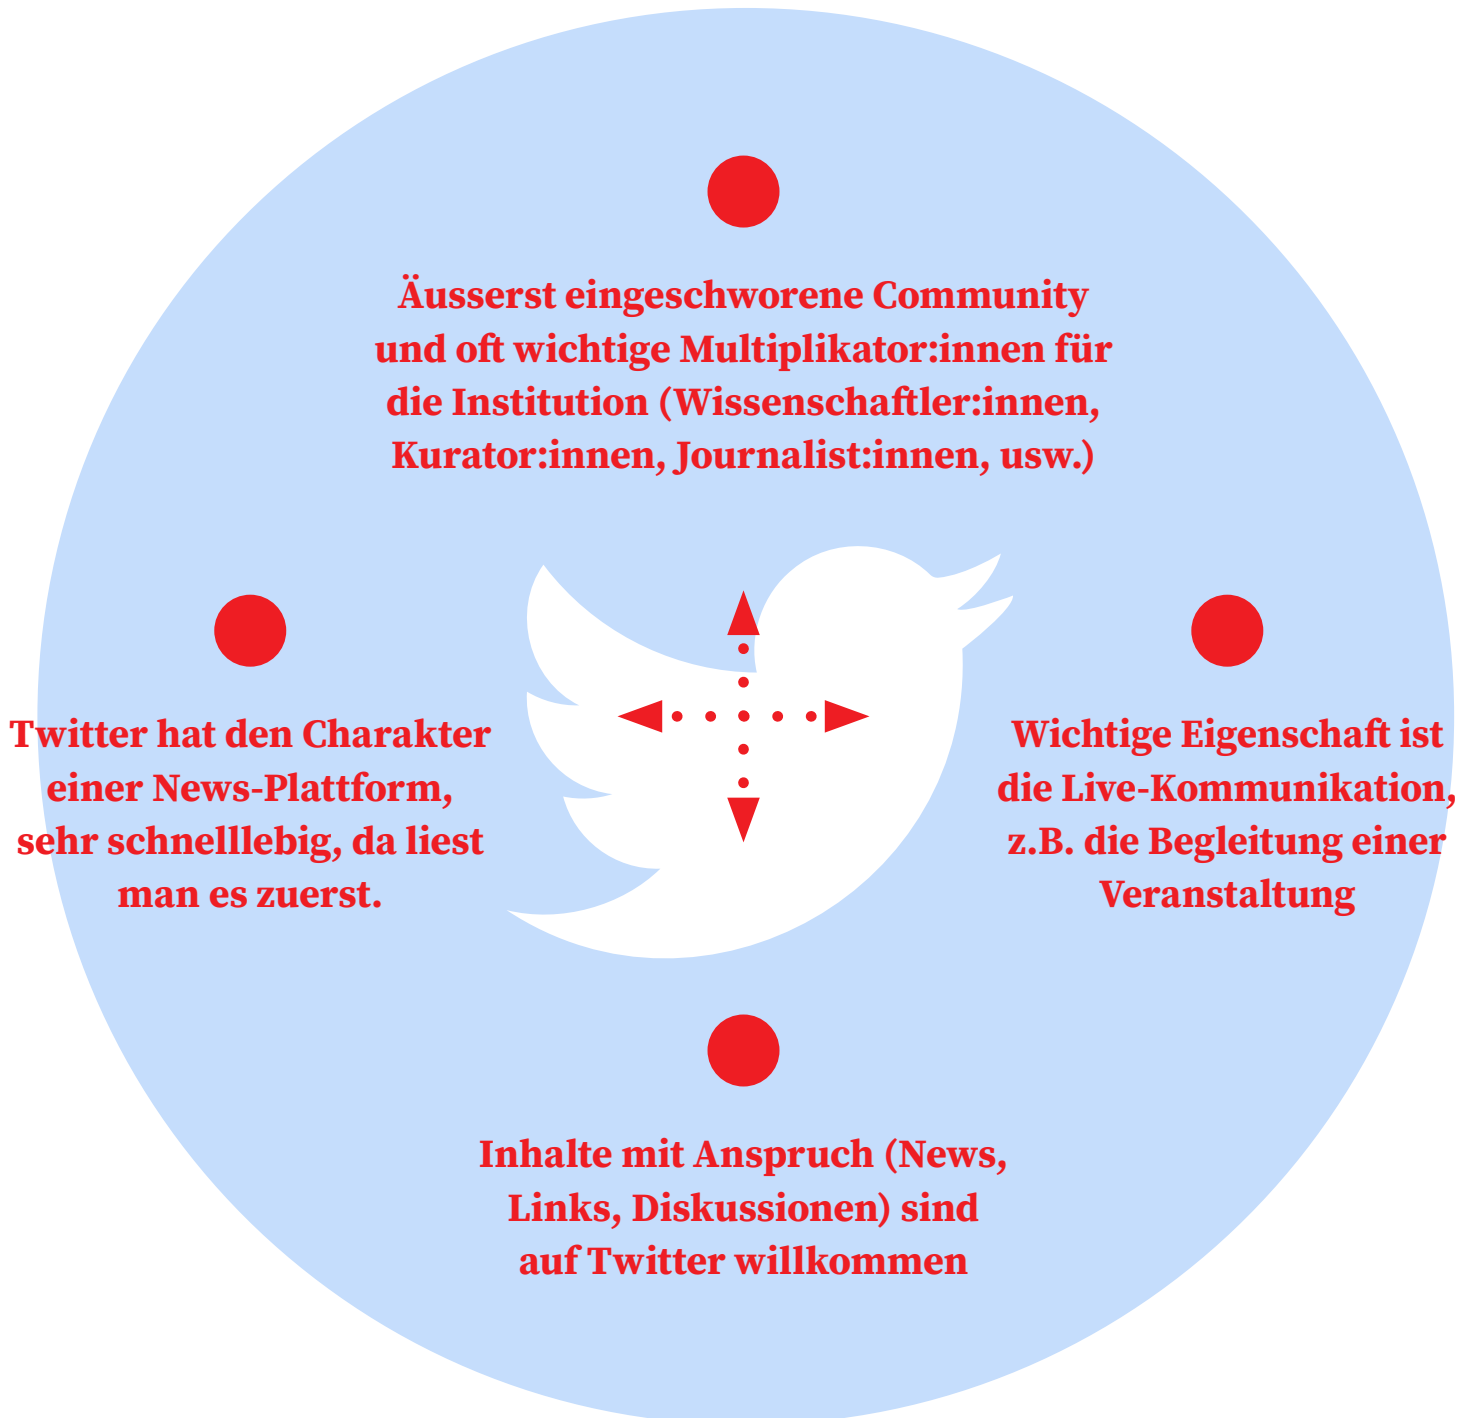 Äusserst eingeschworene Community
und oft wichtige Multiplikator:innen für
die Institution (Wissenschaftler:innen,
Kurator:innen, Journalist:innen, usw.)
Twitter hat den Charakter
einer News-Plattform,
sehr schnelllebig, da liest
man es zuerst.
Wichtige Eigenschaft ist
die Live-Kommunikation,
z.B. die Begleitung einer
Veranstaltung
Inhalte mit Anspruch (News,
Links, Diskussionen) sind
auf Twitter willkommen